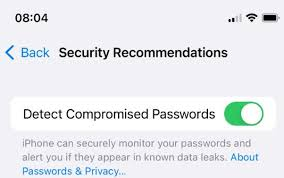 08:04
Back Security Recommendations
Detect Compromised Passwords
iPhone can securely monitor your passwords and
alert you if they appear in known data leaks. About
Passwords & Privacy...